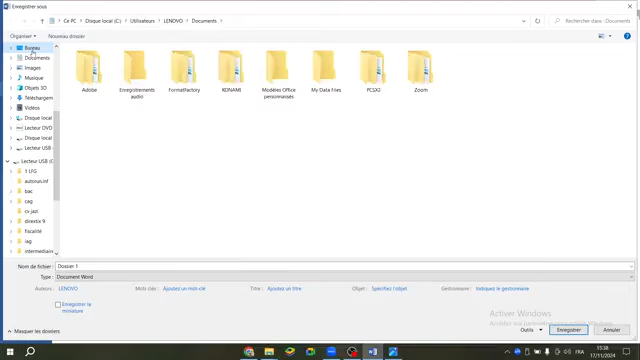 Enregistrer sous
Ce PC > Disque local (C:) > Utilisateurs > LENOVO > Documents >
Rechercher dans : Documents
Organiser
Nouveau dossier
Bureau
Documents
Images
Musique
Objets 3D
Téléchargem
Vidéos
Disque local
Lecteur DVD
Disque local
Lecteur USB (
Lecteur USB (G
1 LFG
autorun.inf
bac
cag
cv-jazi
dirextix 9
fiscalité
iag
intermediaire
Adobe
Enregistrements audio
FormatFactory
KONAMI
Modèles Office personnalisés
My Data Files
PCSX2
Zoom
Nom de fichier : Dossier 1
Type : Document Word
Auteurs : LENOVO
Mots clés : Ajoutez un mot-clé
Titre : Ajoutez un titre
Objet : Spécifiez l'objet
Gestionnaire : Indiquez le gestionnaire
Enregistrer la miniature
Activer Windows
Masquer les dossiers
Outils
Enregistrer
Annuler
FRA
15:38
17/11/2024